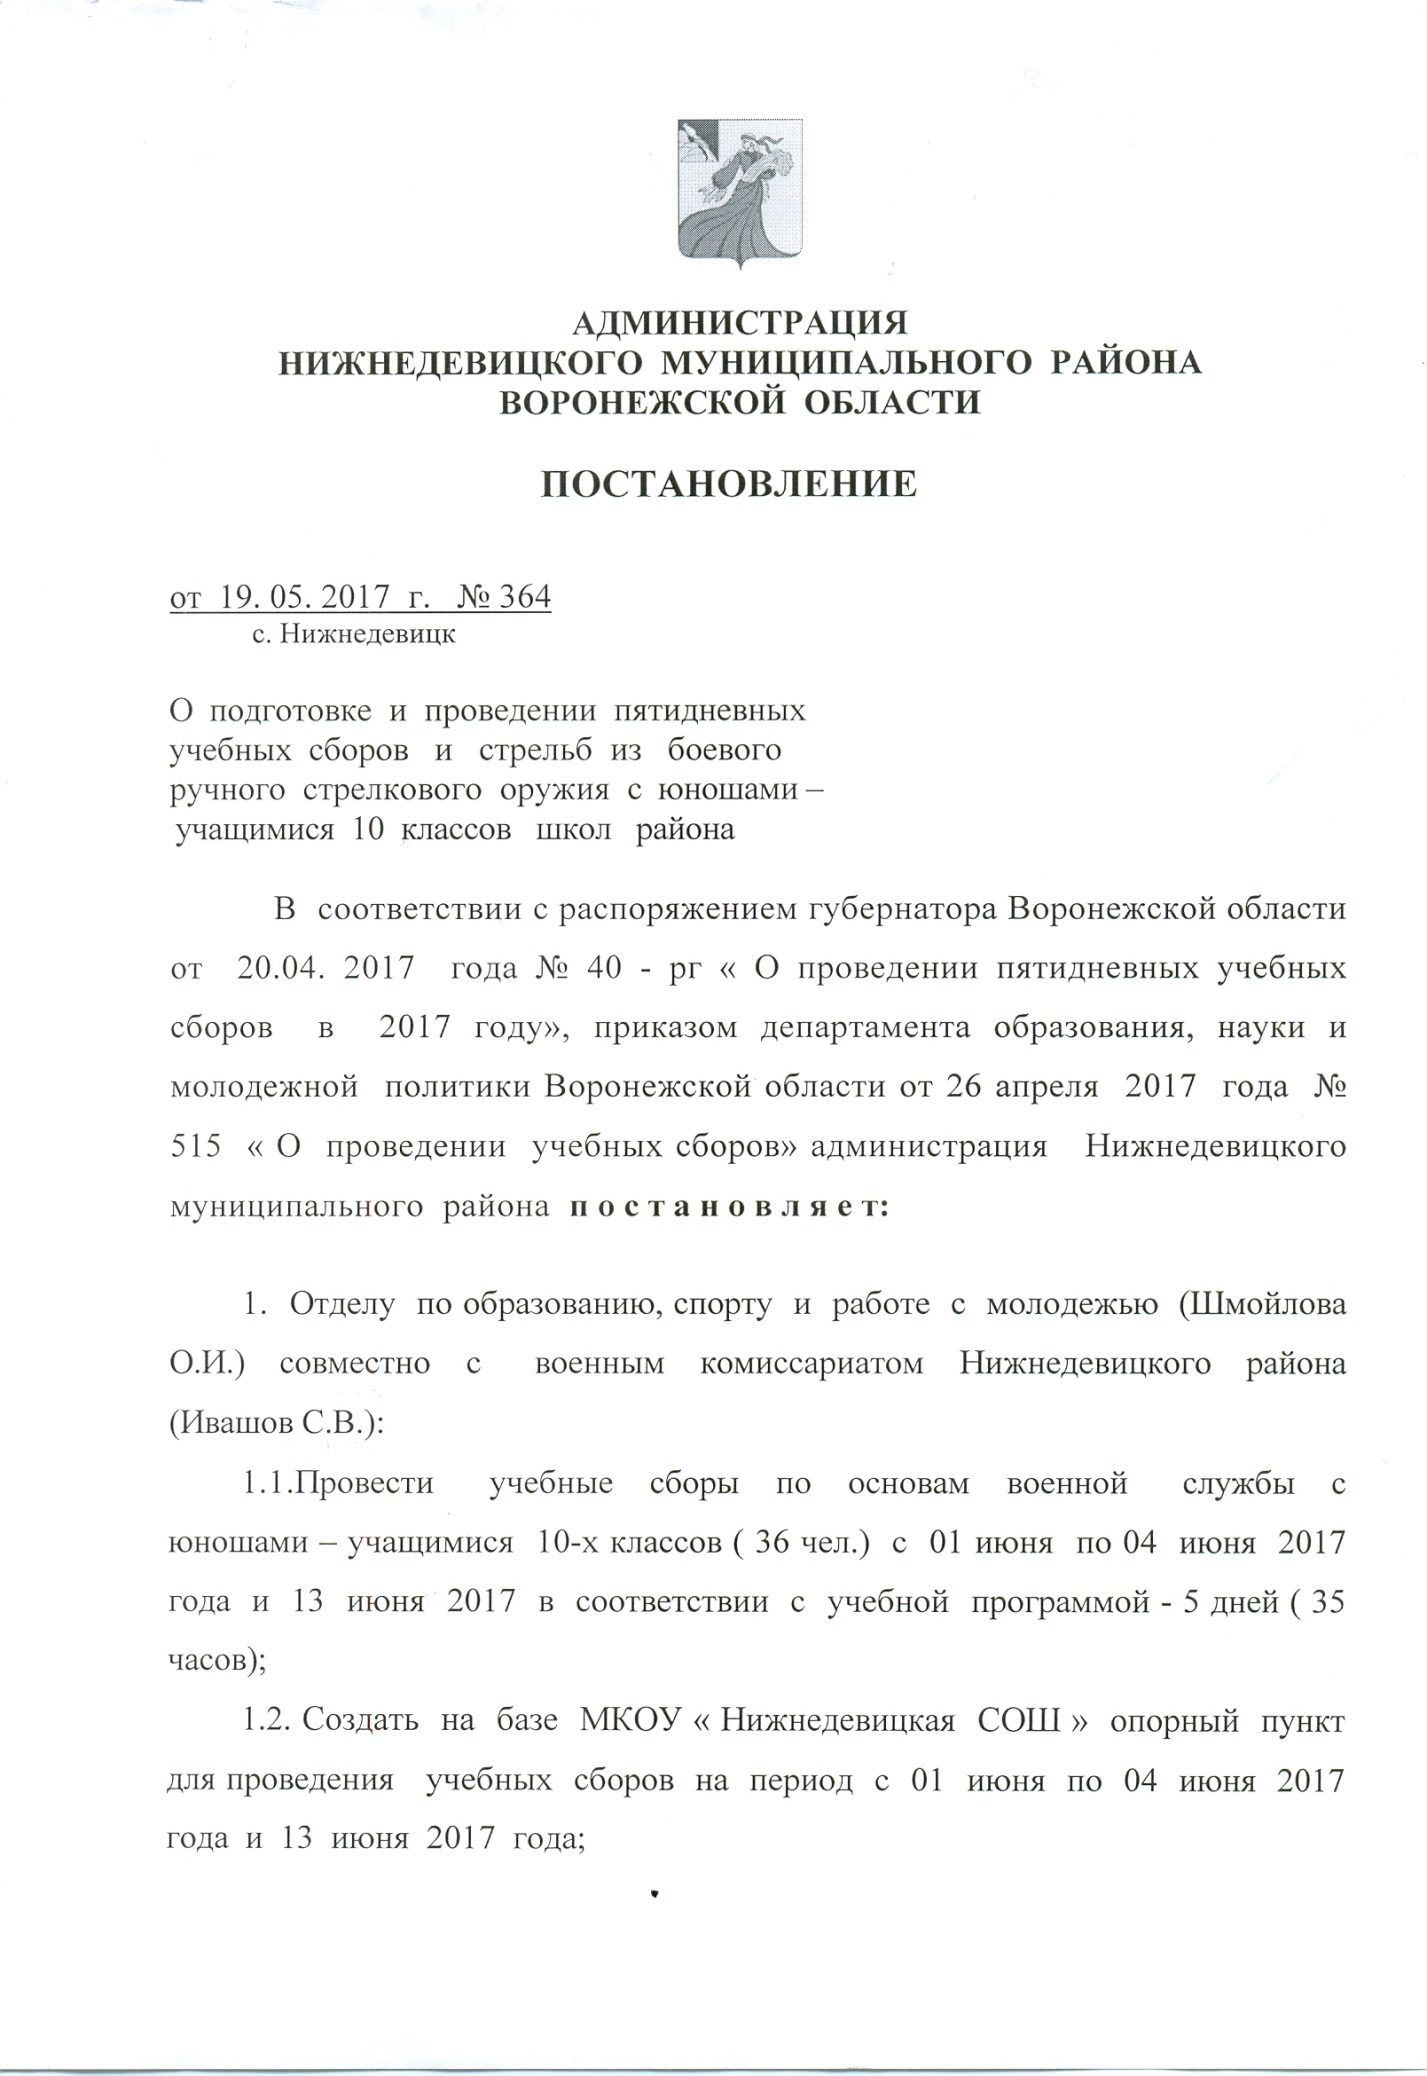 АДМИНИСТРАЦИЯ
НИЖНЕДЕВИЦКОГО МУНИЦИПАЛЬНОГО РАЙОНА
ВОРОНЕЖСКОЙ ОБЛАСТИ
ПОСТАНОВЛЕНИЕ
от 19. 05. 2017 г. № 364
с. Нижнедевицк
О подготовке и проведении пятидневных
учебных сборов и стрельб из боевого
ручного стрелкового оружия с юношами –
учащимися 10 классов школ района
В соответствии с распоряжением губернатора Воронежской области
от 20.04. 2017 года № 40 - рг « О проведении пятидневных учебных
сборов в 2017 году», приказом департамента образования, науки и
молодежной политики Воронежской области от 26 апреля 2017 года №
515 « О проведении учебных сборов» администрация Нижнедевицкого
муниципального района п о с т а н о в л я е т:
1. Отделу по образованию, спорту и работе с молодежью (Шмойлова
О.И.) совместно с военным комиссариатом Нижнедевицкого района
(Ивашов С.В.):
1.1.Провести учебные сборы по основам военной службы с
юношами – учащимися 10-х классов ( 36 чел.) с 01 июня по 04 июня 2017
года и 13 июня 2017 в соответствии с учебной программой - 5 дней ( 35
часов);
1.2. Создать на базе МКОУ « Нижнедевицкая СОШ » опорный пункт
для проведения учебных сборов на период с 01 июня по 04 июня 2017
года и 13 июня 2017 года;